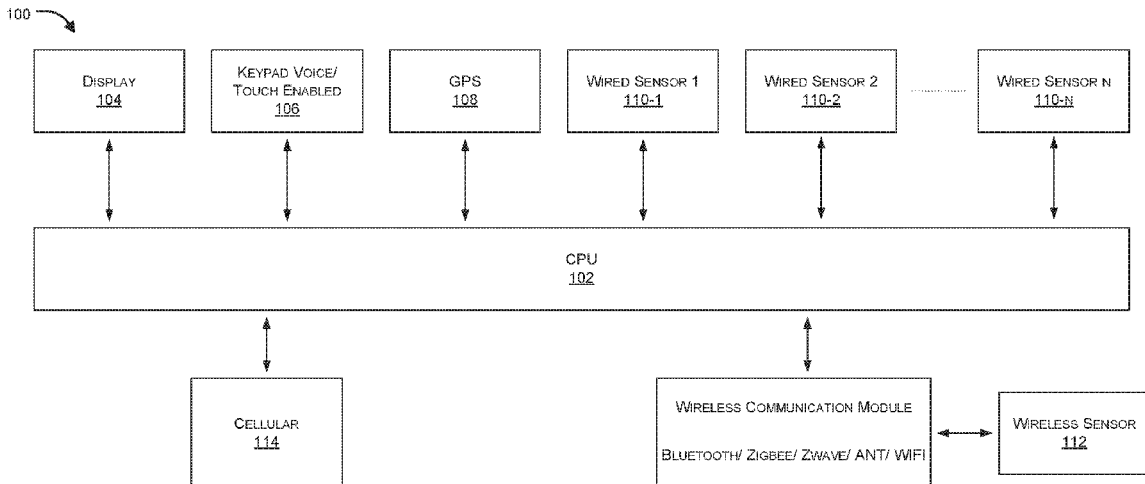 100
DISPLAY
104
KEYPAD VOICE/
TOUCH ENABLED
106
GPS
108
WIRED SENSOR 1
110-1
WIRED SENSOR 2
110-2
WIRED SENSOR N
110-N
CPU
102
CELLULAR
114
WIRELESS COMMUNICATION MODULE
BLUETOOTH/ ZIGBEE/ ZWAVE/ ANT/ WIFI
WIRELESS SENSOR
112